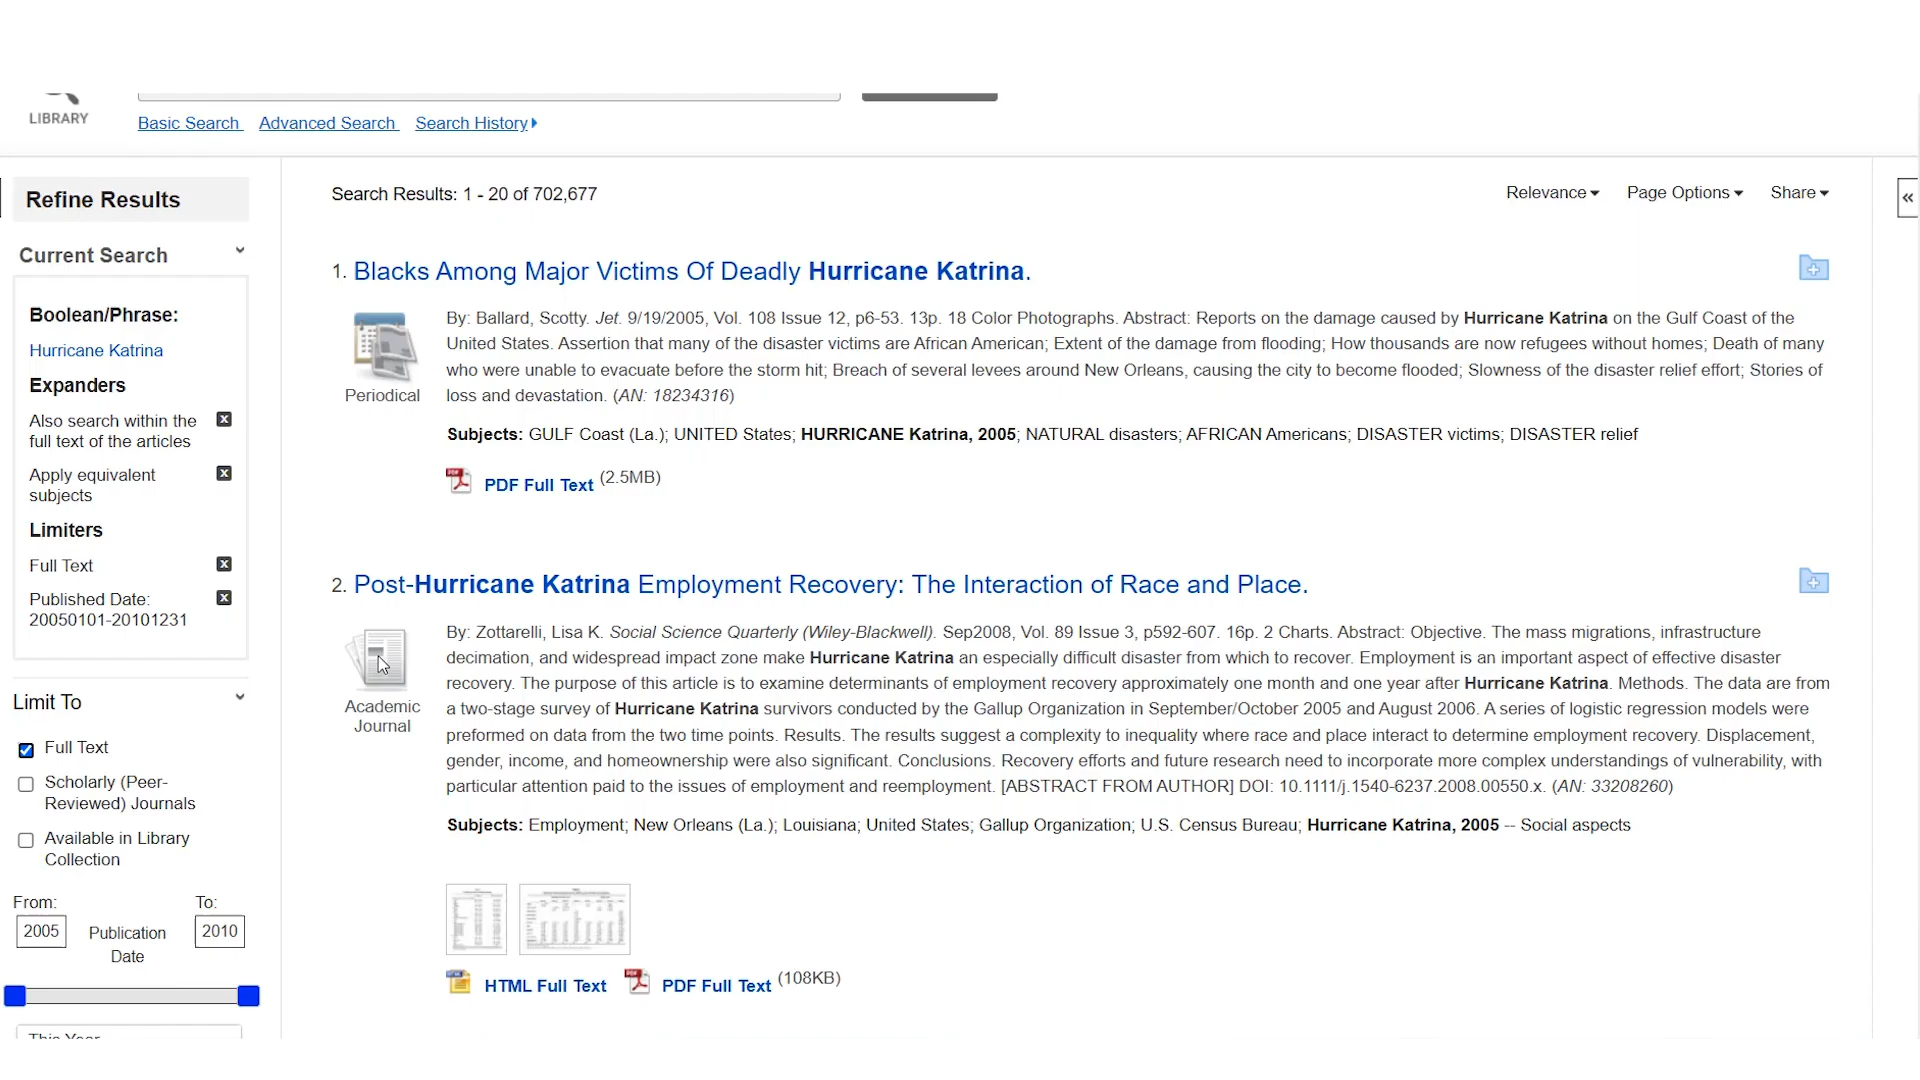 LIBRARY
Basic Search Advanced Search Search History
Refine Results
Current Search
Boolean/Phrase:
Hurricane Katrina
Expanders
Also search within the
full text of the articles
Apply equivalent
subjects
Limiters
Full Text
Published Date:
20050101-20101231
Limit To
Full Text
Scholarly (Peer-
Reviewed) Journals
Available in Library
Collection
From: To:
2005 Publication 2010
Date
This Year
Search Results: 1 - 20 of 702,677
Relevance Page Options Share
«
1. Blacks Among Major Victims Of Deadly Hurricane Katrina.
Periodical
By: Ballard, Scotty. Jet. 9/19/2005, Vol. 108 Issue 12, p6-53. 13p. 18 Color Photographs. Abstract: Reports on the damage caused by Hurricane Katrina on the Gulf Coast of the
United States. Assertion that many of the disaster victims are African American; Extent of the damage from flooding; How thousands are now refugees without homes; Death of many
who were unable to evacuate before the storm hit; Breach of several levees around New Orleans, causing the city to become flooded; Slowness of the disaster relief effort; Stories of
loss and devastation. (AN: 18234316)
Subjects: GULF Coast (La.); UNITED States; HURRICANE Katrina, 2005; NATURAL disasters; AFRICAN Americans; DISASTER victims; DISASTER relief
PDF Full Text (2.5MB)
2. Post-Hurricane Katrina Employment Recovery: The Interaction of Race and Place.
Academic
Journal
By: Zottarelli, Lisa K. Social Science Quarterly (Wiley-Blackwell). Sep2008, Vol. 89 Issue 3, p592-607. 16p. 2 Charts. Abstract: Objective. The mass migrations, infrastructure
decimation, and widespread impact zone make Hurricane Katrina an especially difficult disaster from which to recover. Employment is an important aspect of effective disaster
recovery. The purpose of this article is to examine determinants of employment recovery approximately one month and one year after Hurricane Katrina. Methods. The data are from
a two-stage survey of Hurricane Katrina survivors conducted by the Gallup Organization in September/October 2005 and August 2006. A series of logistic regression models were
preformed on data from the two time points. Results. The results suggest a complexity to inequality where race and place interact to determine employment recovery. Displacement,
gender, income, and homeownership were also significant. Conclusions. Recovery efforts and future research need to incorporate more complex understandings of vulnerability, with
particular attention paid to the issues of employment and reemployment. [ABSTRACT FROM AUTHOR] DOI: 10.1111/j.1540-6237.2008.00550.x. (AN: 33208260)
Subjects: Employment; New Orleans (La.); Louisiana; United States; Gallup Organization; U.S. Census Bureau; Hurricane Katrina, 2005 -- Social aspects
HTML Full Text PDF Full Text (108KB)